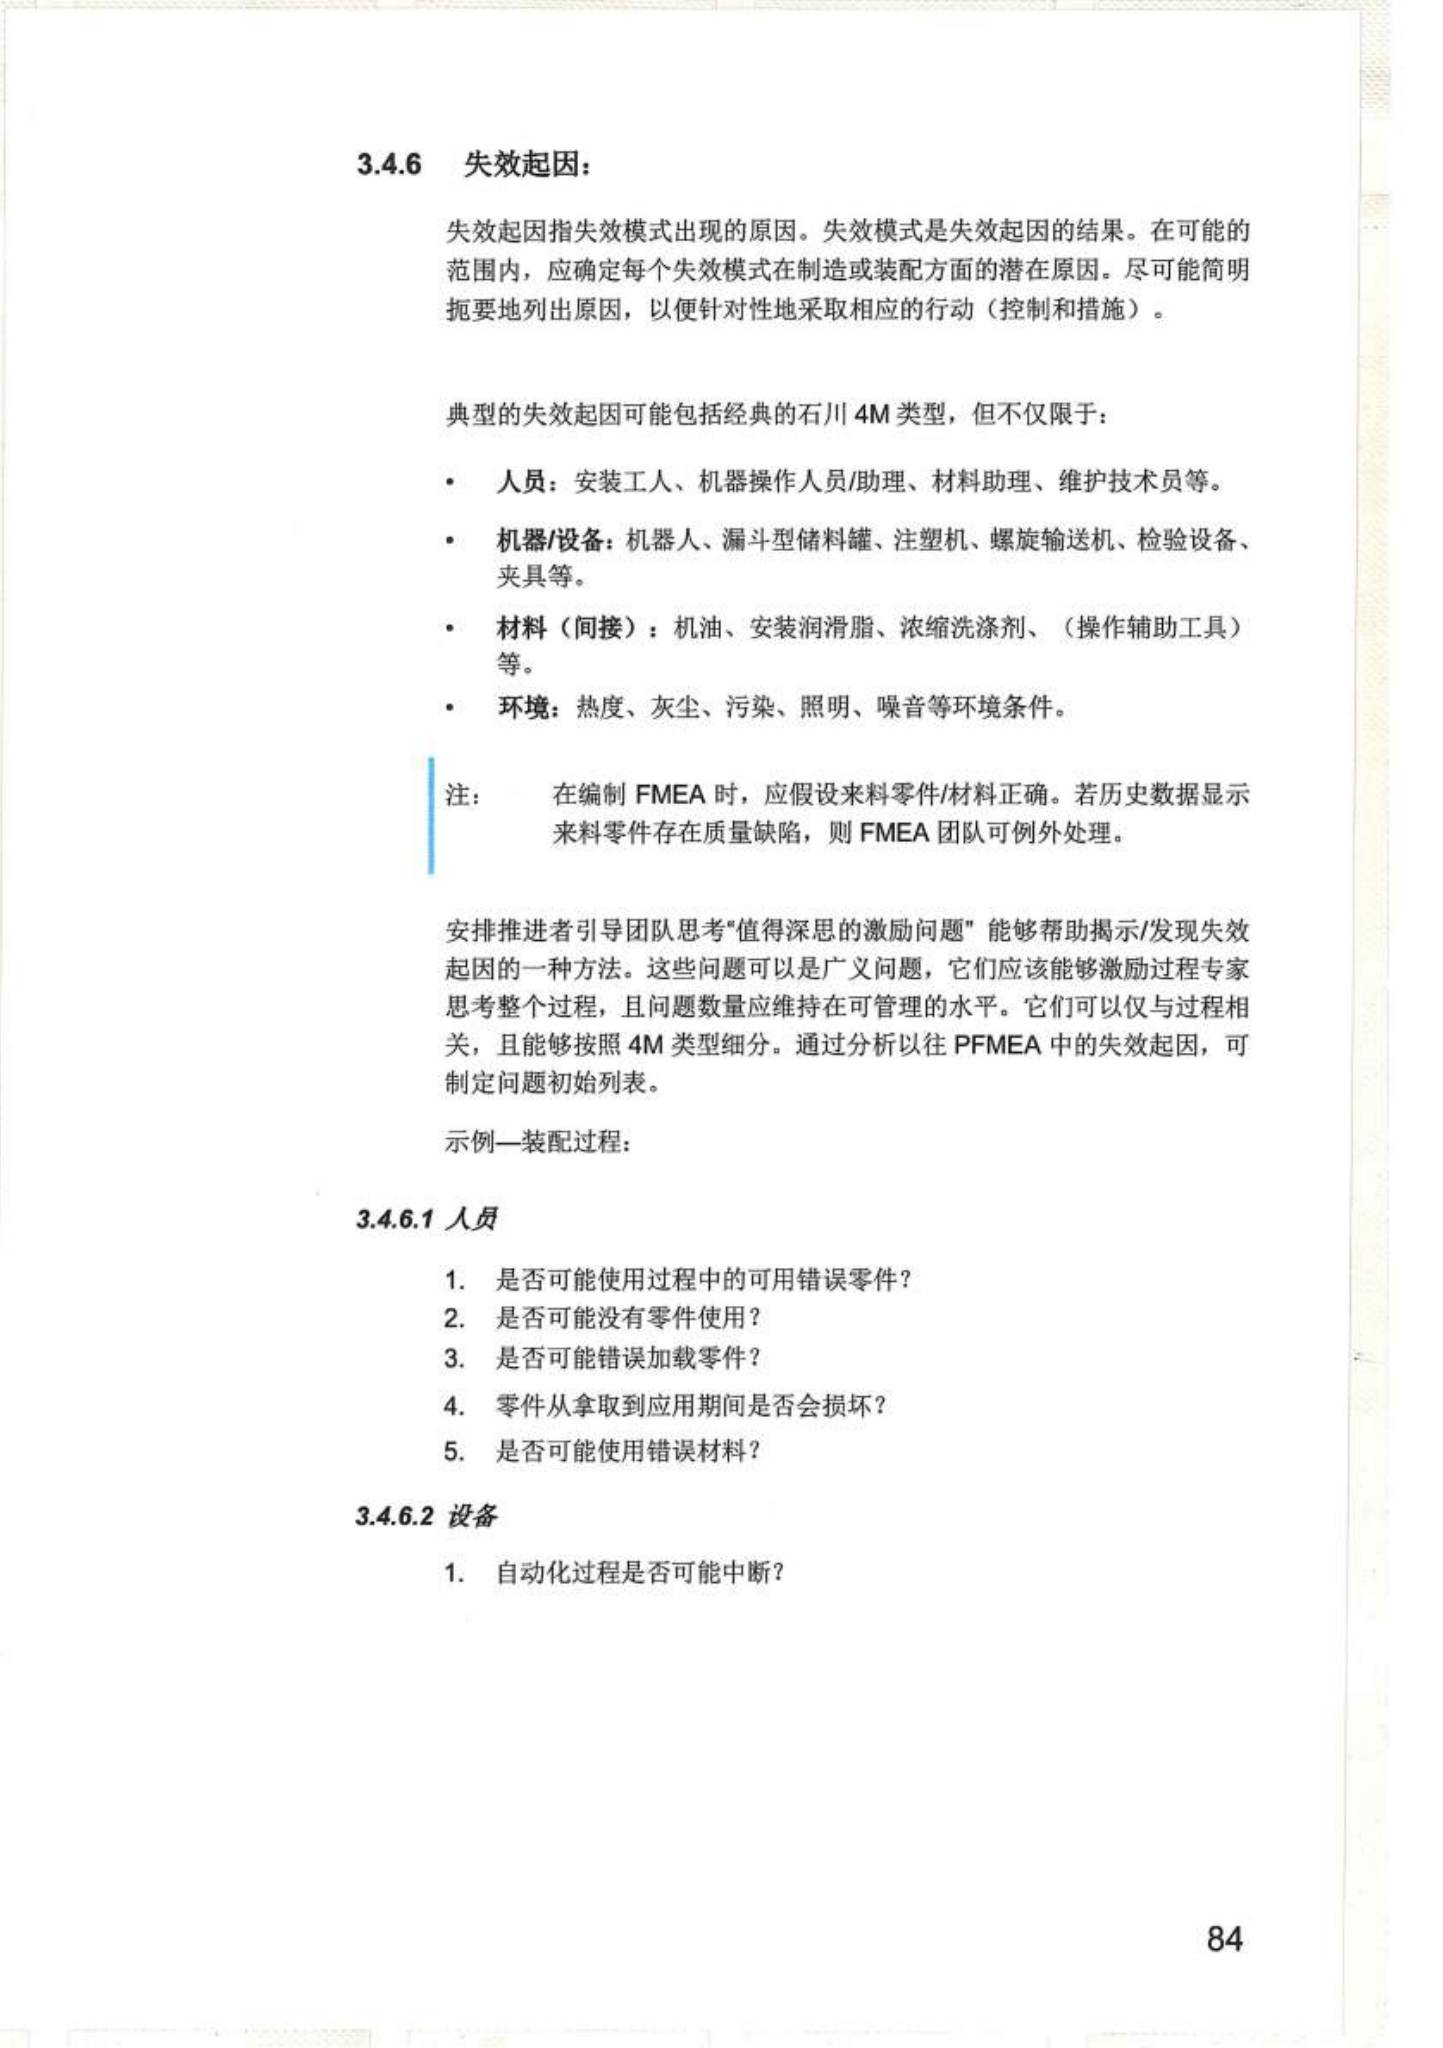 3.4.6 失效起因：
失效起因指失效模式出现的原因。失效模式是失效起因的结果。在可能的
范围内，应确定每个失效模式在制造或装配方面的潜在原因。尽可能简明
扼要地列出原因，以便针对性地采取相应的行动（控制和措施）。
典型的失效起因可能包括经典的石川 4M 类型，但不仅限于：
• 人员：安装工人、机器操作人员/助理、材料助理、维护技术员等。
• 机器/设备：机器人、漏斗型储料罐、注塑机、螺旋输送机、检验设备、
夹具等。
• 材料（间接）：机油、安装润滑脂、浓缩洗涤剂、（操作辅助工具）
等。
• 环境：热度、灰尘、污染、照明、噪音等环境条件。
注： 在编制 FMEA 时，应假设来料零件/材料正确。若历史数据显示
来料零件存在质量缺陷，则 FMEA 团队可例外处理。
安排推进者引导团队思考“值得深思的激励问题” 能够帮助揭示/发现失效
起因的一种方法。这些问题可以是广义问题，它们应该能够激励过程专家
思考整个过程，且问题数量应维持在可管理的水平。它们可以仅与过程相
关，且能够按照 4M 类型细分。通过分析以往 PFMEA 中的失效起因，可
制定问题初始列表。
示例—装配过程：
3.4.6.1 人员
1. 是否可能使用过程中的可用错误零件？
2. 是否可能没有零件使用？
3. 是否可能错误加载零件？
4. 零件从拿取到应用期间是否会损坏？
5. 是否可能使用错误材料？
3.4.6.2 设备
1. 自动化过程是否可能中断？
84